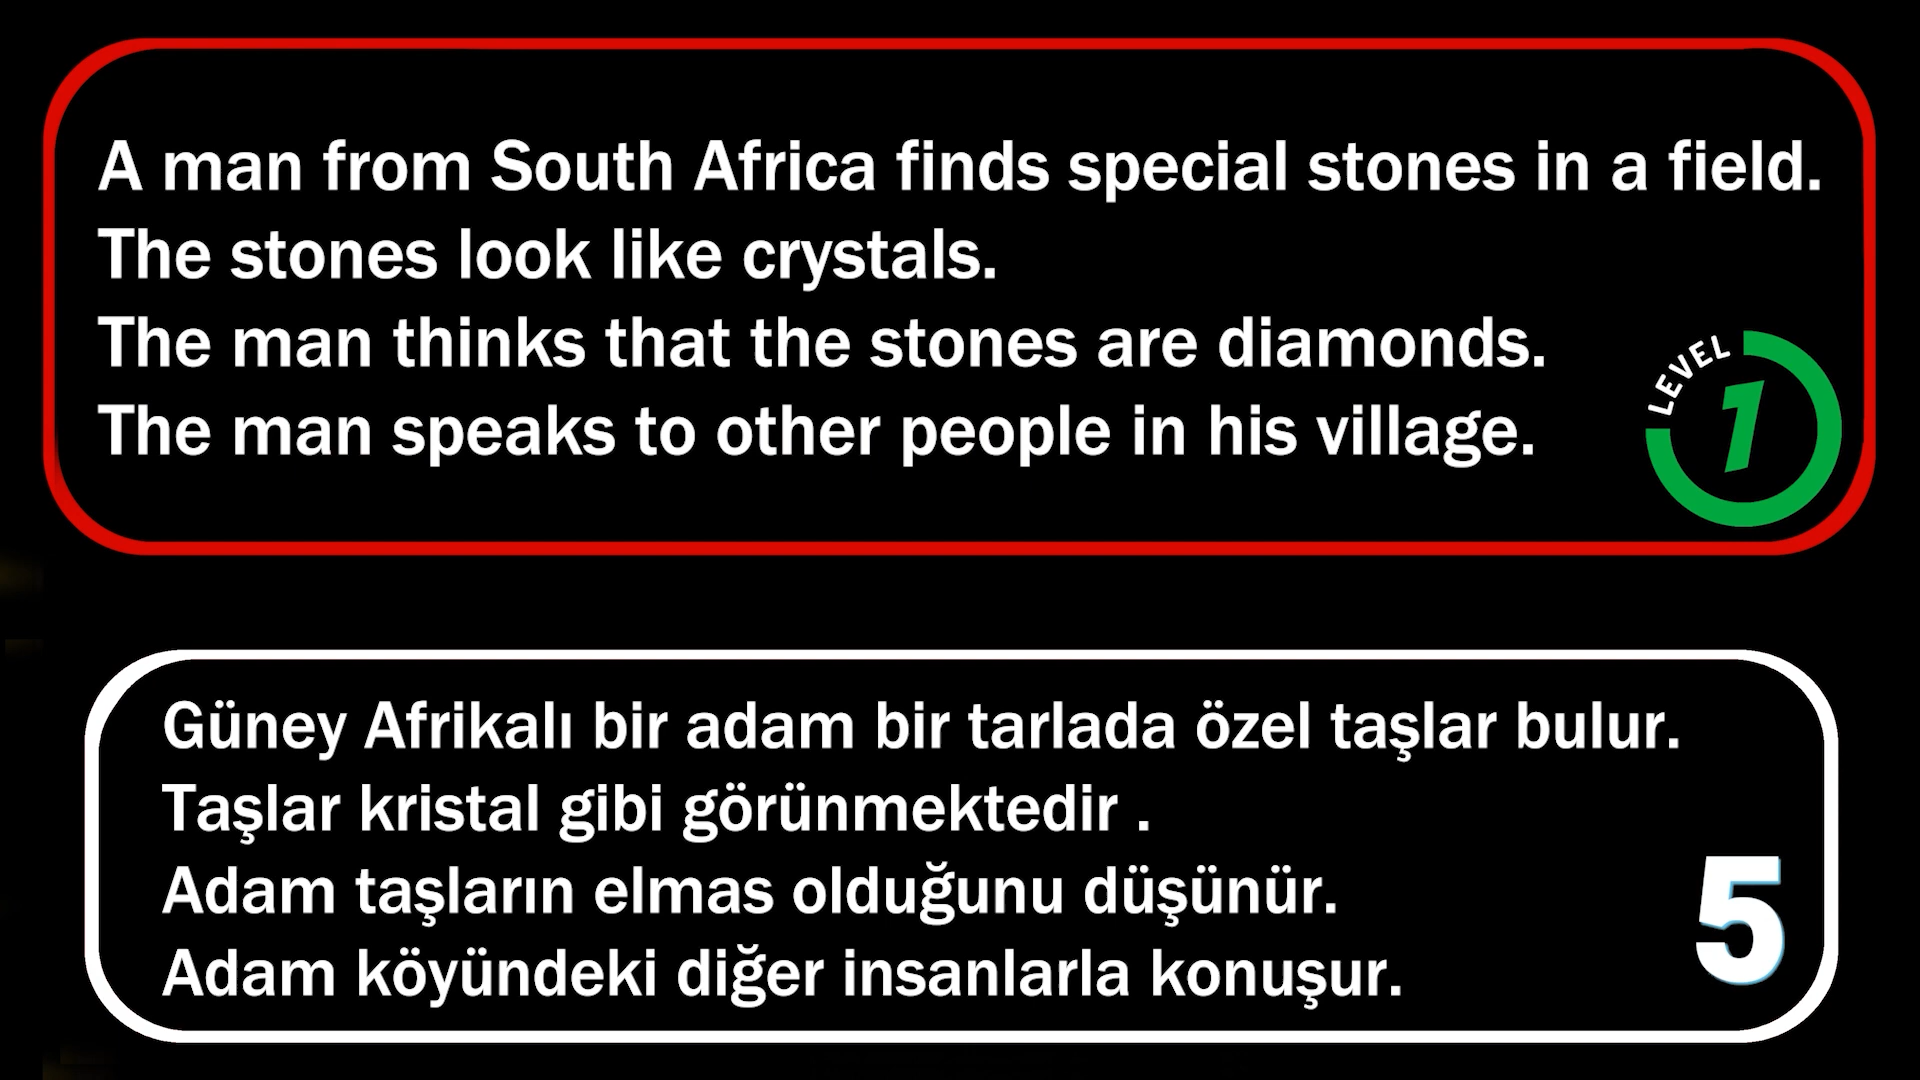 A man from South Africa finds special stones in a field.
The stones look like crystals.
The man thinks that the stones are diamonds.
The man speaks to other people in his village.
LEVEL
1
Güney Afrikalı bir adam bir tarlada özel taşlar bulur.
Taşlar kristal gibi görünmektedir .
Adam taşların elmas olduğunu düşünür.
Adam köyündeki diğer insanlarla konuşur.
5